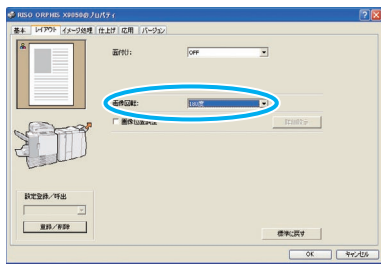 RISO ORPHIS X9050のプロパティ
基本 レイアウト イメージ処理 仕上げ 応用 バージョン
面付け: OFF
画像回転: 180度
画像位置調整
詳細設定
設定登録/呼出
登録/削除
標準に戻す
OK キャンセル